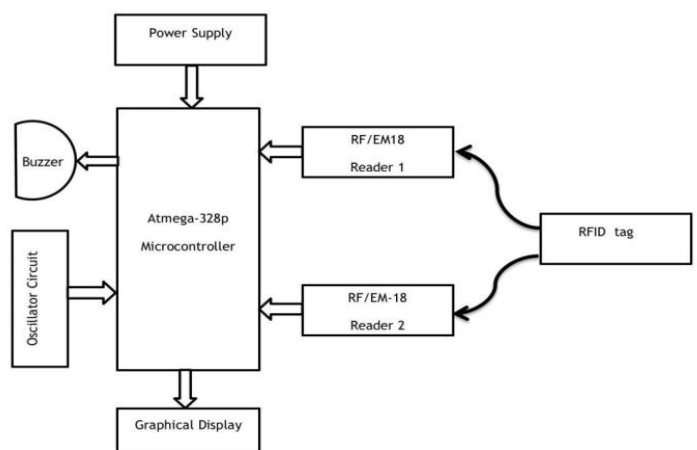 Power Supply
Buzzer
RF/EM18
Reader 1
Atmega-328p
Microcontroller
RFID tag
Oscillator Circuit
RF/EM-18
Reader 2
Graphical Display